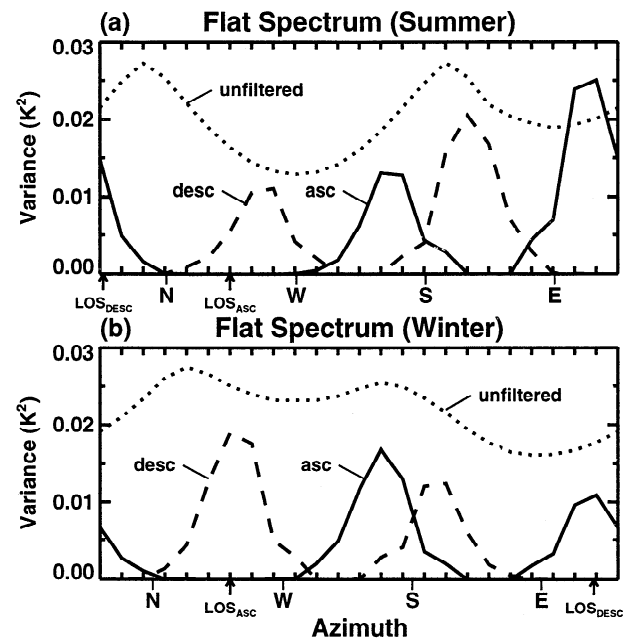 (a) Flat Spectrum (Summer)
0.03
0.02
0.01
0.00
Variance (K²)
unfiltered
desc
asc
LOS_DESC N LOS_ASC W S E
(b) Flat Spectrum (Winter)
0.03
0.02
0.01
0.00
Variance (K²)
unfiltered
desc
asc
N LOS_ASC W S E LOS_DESC
Azimuth